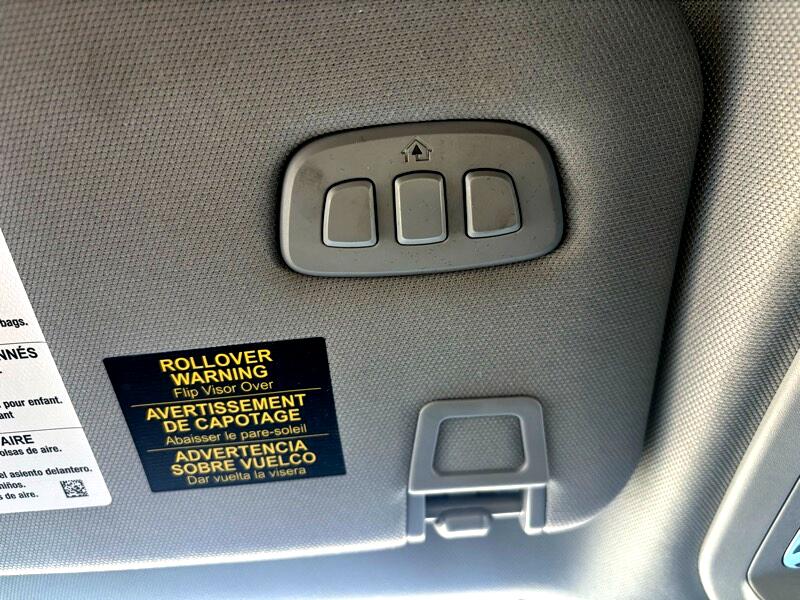 bags.
NNÉS
pour enfant.
ant
AIRE
olsas de aire.
el asiento delantero.
niños.
s de aire.
ROLLOVER
WARNING
Flip Visor Over
AVERTISSEMENT
DE CAPOTAGE
Abaisser le pare-soleil
ADVERTENCIA
SOBRE VUELCO
Dar vuelta la visera